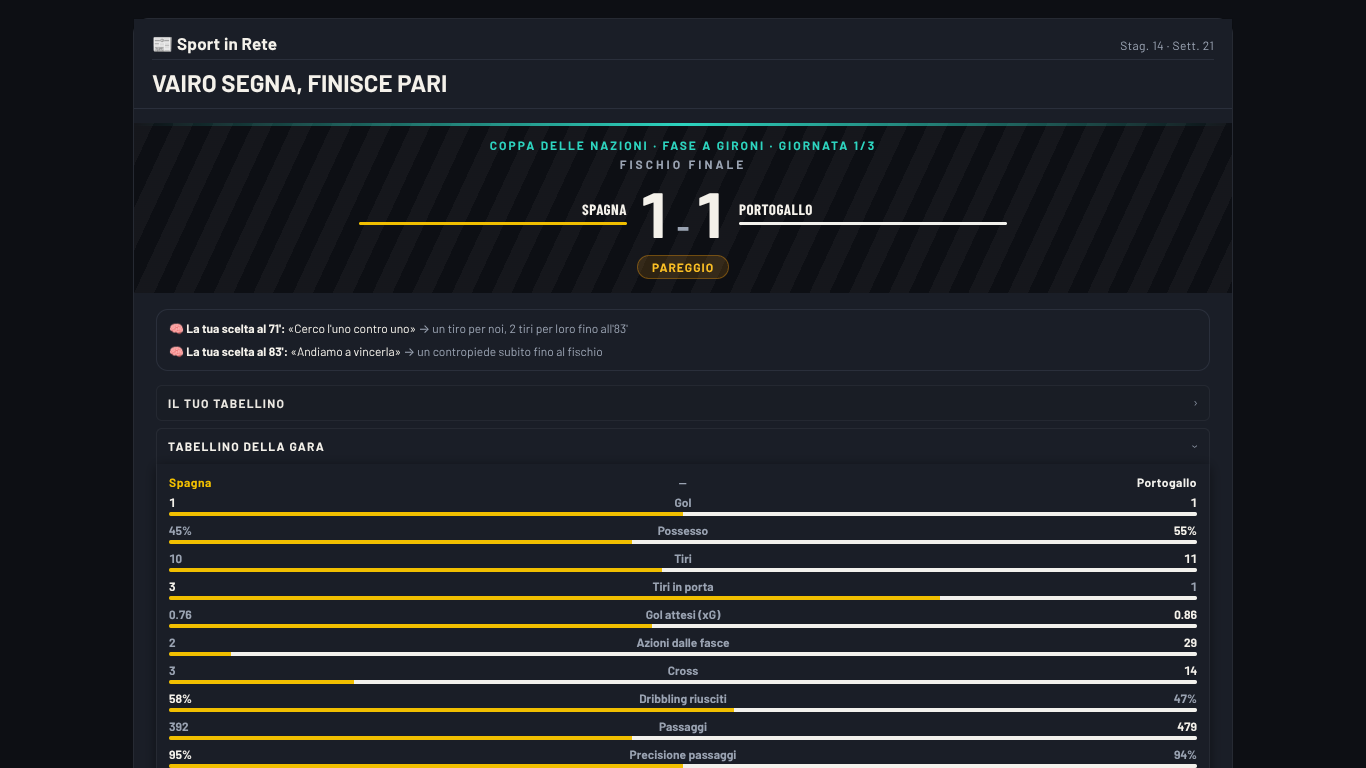 📰 Sport in Rete
Stag. 14 · Sett. 21
VAIRO SEGNA, FINISCE PARI
COPPA DELLE NAZIONI · FASE A GIRONI · GIORNATA 1/3
FISCHIO FINALE
SPAGNA 1 - 1 PORTOGALLO
PAREGGIO
🧠 La tua scelta al 71': «Cerco l'uno contro uno» → un tiro per noi, 2 tiri per loro fino all'83'
🧠 La tua scelta al 83': «Andiamo a vincerla» → un contropiede subito fino al fischio
IL TUO TABELLINO ›
TABELLINO DELLA GARA
Spagna — Portogallo
1 Gol 1
45% Possesso 55%
10 Tiri 11
3 Tiri in porta 1
0.76 Gol attesi (xG) 0.86
2 Azioni dalle fasce 29
3 Cross 14
58% Dribbling riusciti 47%
392 Passaggi 479
95% Precisione passaggi 94%